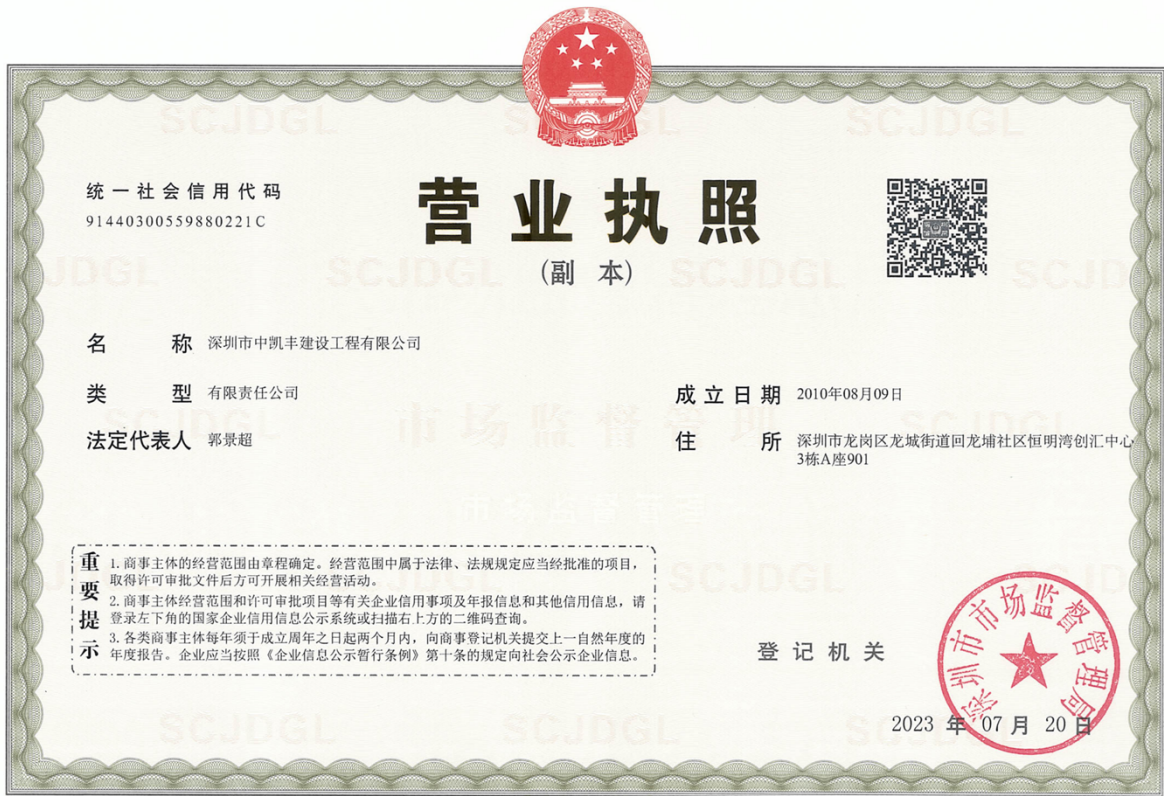 统一社会信用代码
91440300559880221C
营业执照
(副 本)
名 称 深圳市中凯丰建设工程有限公司
类 型 有限责任公司
法定代表人 郭景超
成立日期 2010年08月09日
住 所 深圳市龙岗区龙城街道回龙埔社区恒明湾创汇中心
3栋A座901
重要提示
1. 商事主体的经营范围由章程确定。经营范围中属于法律、法规规定应当经批准的项目，
取得许可审批文件后方可开展相关经营活动。
2. 商事主体经营范围和许可审批项目等有关企业信用事项及年报信息和其他信用信息，请
登录左下角的国家企业信用信息公示系统或扫描右上方的二维码查询。
3. 各类商事主体每年须于成立周年之日起两个月内，向商事登记机关提交上一自然年度的
年度报告。企业应当按照《企业信息公示暂行条例》第十条的规定向社会公示企业信息。
登记机关
深圳市市场监督管理局
2023 年 07 月 20 日
SCJDGL
市场监督管理